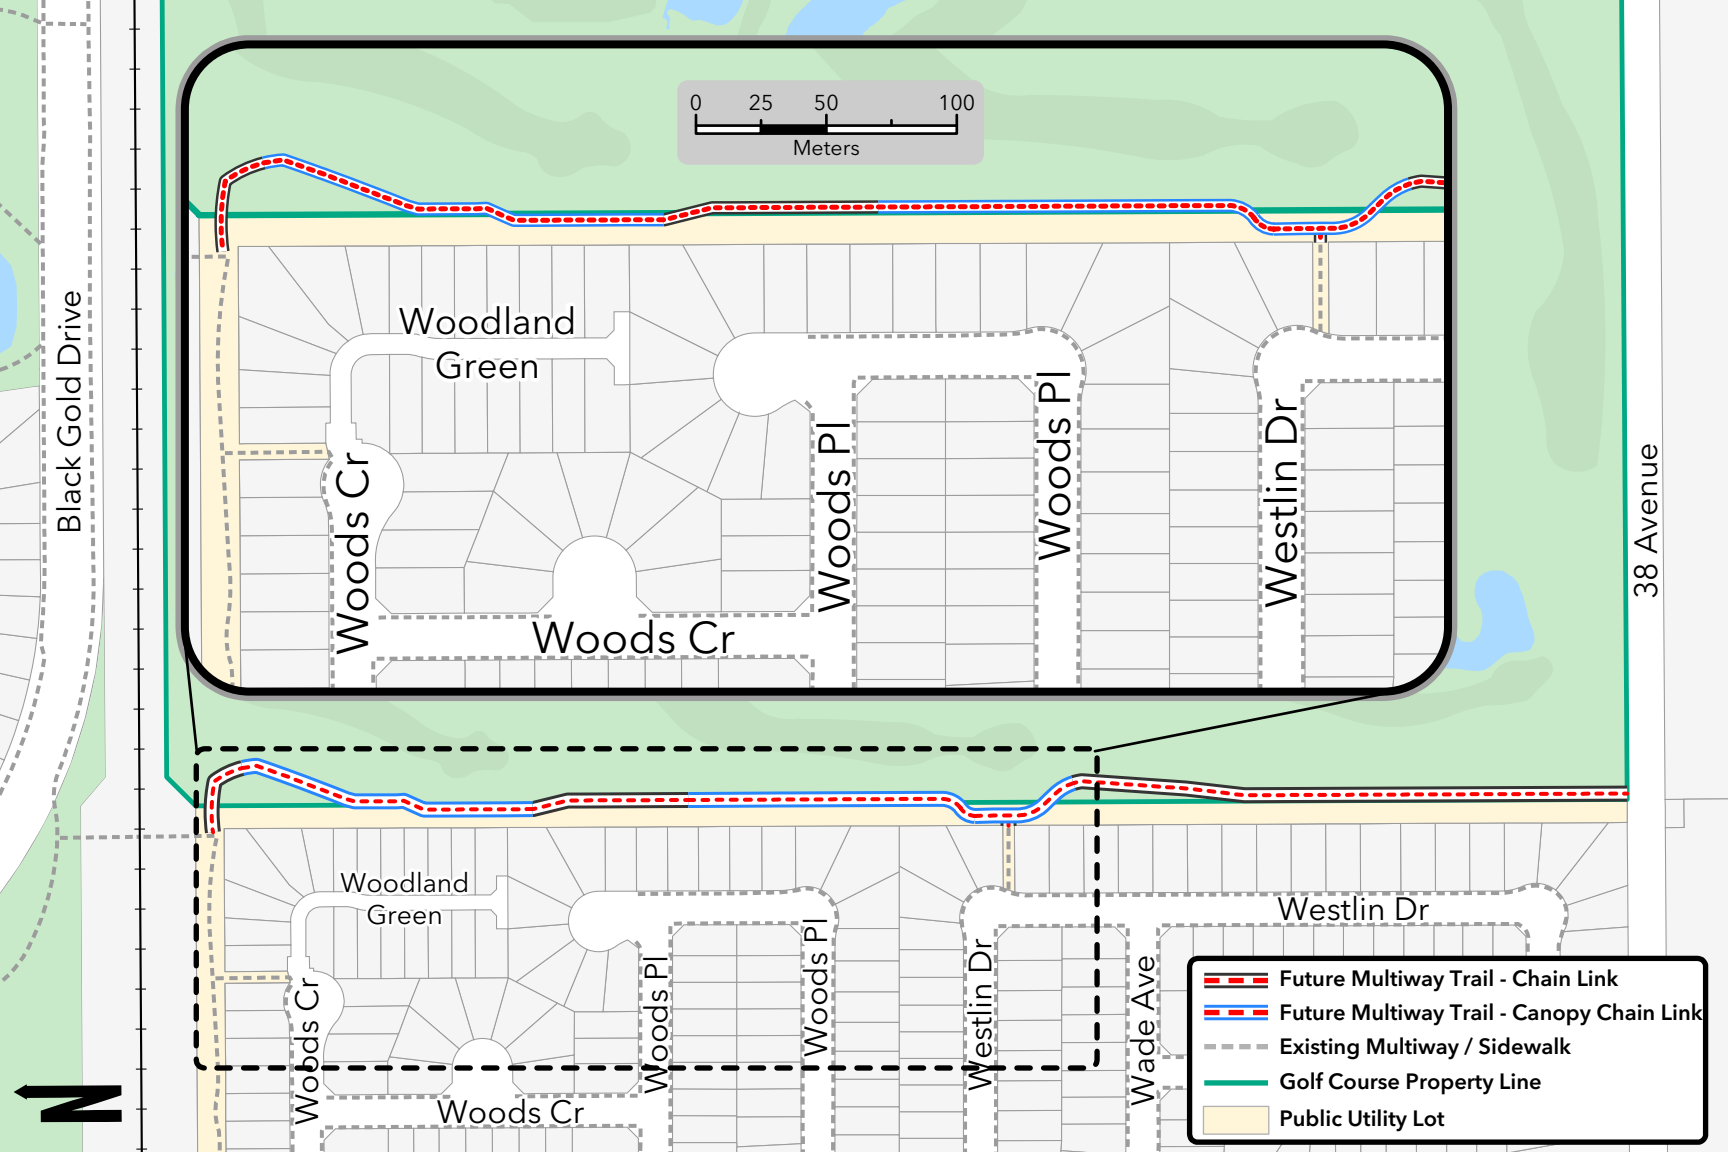 0 25 50 100
Meters
Woodland
Green
Woods Cr
Woods Pl
Woods Pl
Westlin Dr
Woods Cr
Black Gold Drive
38 Avenue
Woodland
Green
Woods Cr
Woods Pl
Woods Pl
Westlin Dr
Wade Ave
Westlin Dr
Woods Cr
N
Future Multiway Trail - Chain Link
Future Multiway Trail - Canopy Chain Link
Existing Multiway / Sidewalk
Golf Course Property Line
Public Utility Lot